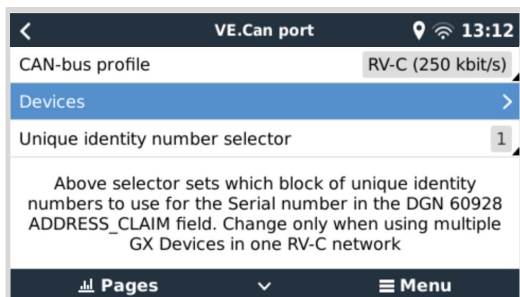 VE.Can port
13:12
CAN-bus profile
RV-C (250 kbit/s)
Devices
Unique identity number selector
1
Above selector sets which block of unique identity
numbers to use for the Serial number in the DGN 60928
ADDRESS_CLAIM field. Change only when using multiple
GX Devices in one RV-C network
Pages
Menu